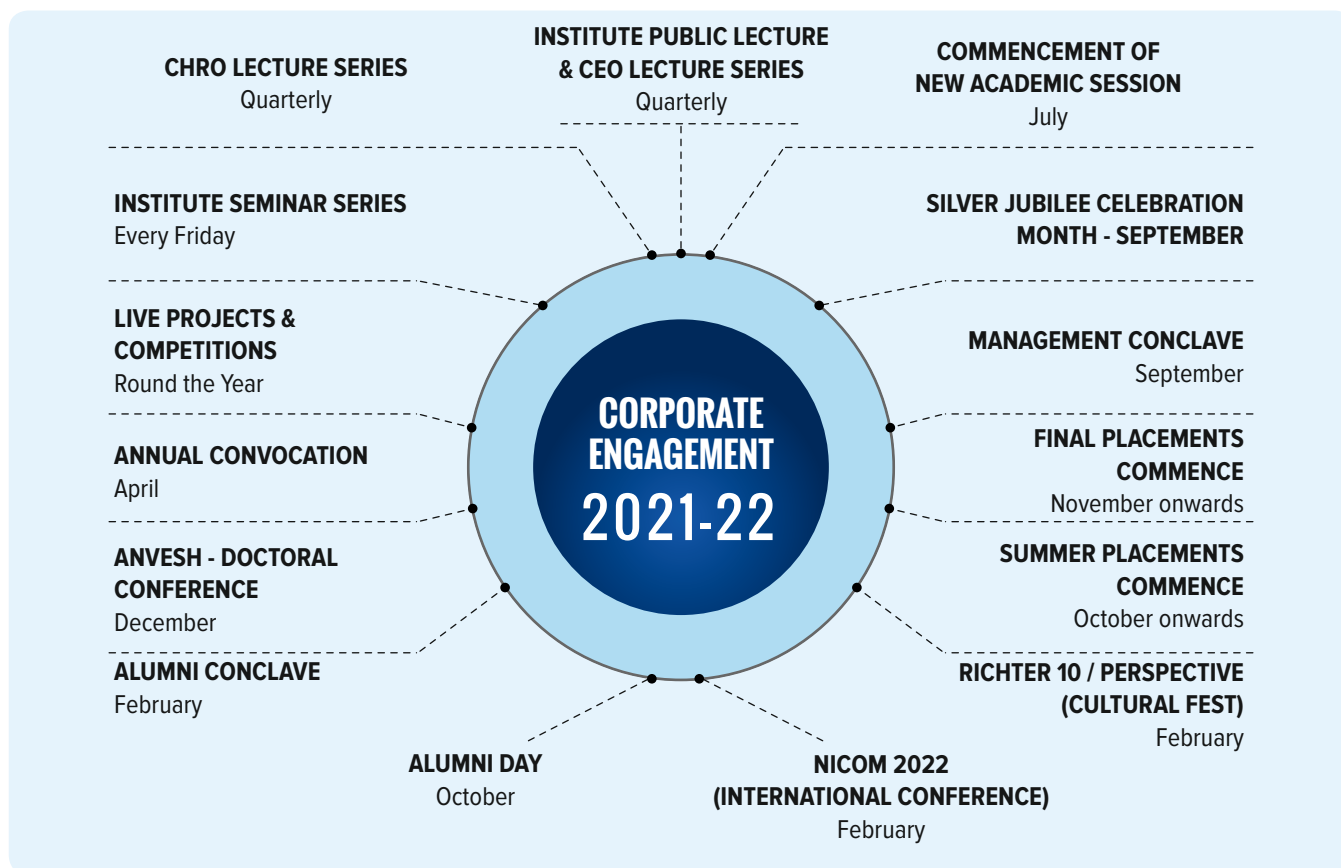 CHRO LECTURE SERIES
Quarterly
INSTITUTE PUBLIC LECTURE
& CEO LECTURE SERIES
Quarterly
COMMENCEMENT OF
NEW ACADEMIC SESSION
July
INSTITUTE SEMINAR SERIES
Every Friday
SILVER JUBILEE CELEBRATION
MONTH - SEPTEMBER
LIVE PROJECTS &
COMPETITIONS
Round the Year
MANAGEMENT CONCLAVE
September
CORPORATE
ENGAGEMENT
2021-22
ANNUAL CONVOCATION
April
FINAL PLACEMENTS
COMMENCE
November onwards
ANVESH - DOCTORAL
CONFERENCE
December
SUMMER PLACEMENTS
COMMENCE
October onwards
ALUMNI CONCLAVE
February
RICHTER 10 / PERSPECTIVE
(CULTURAL FEST)
February
ALUMNI DAY
October
NICOM 2022
(INTERNATIONAL CONFERENCE)
February